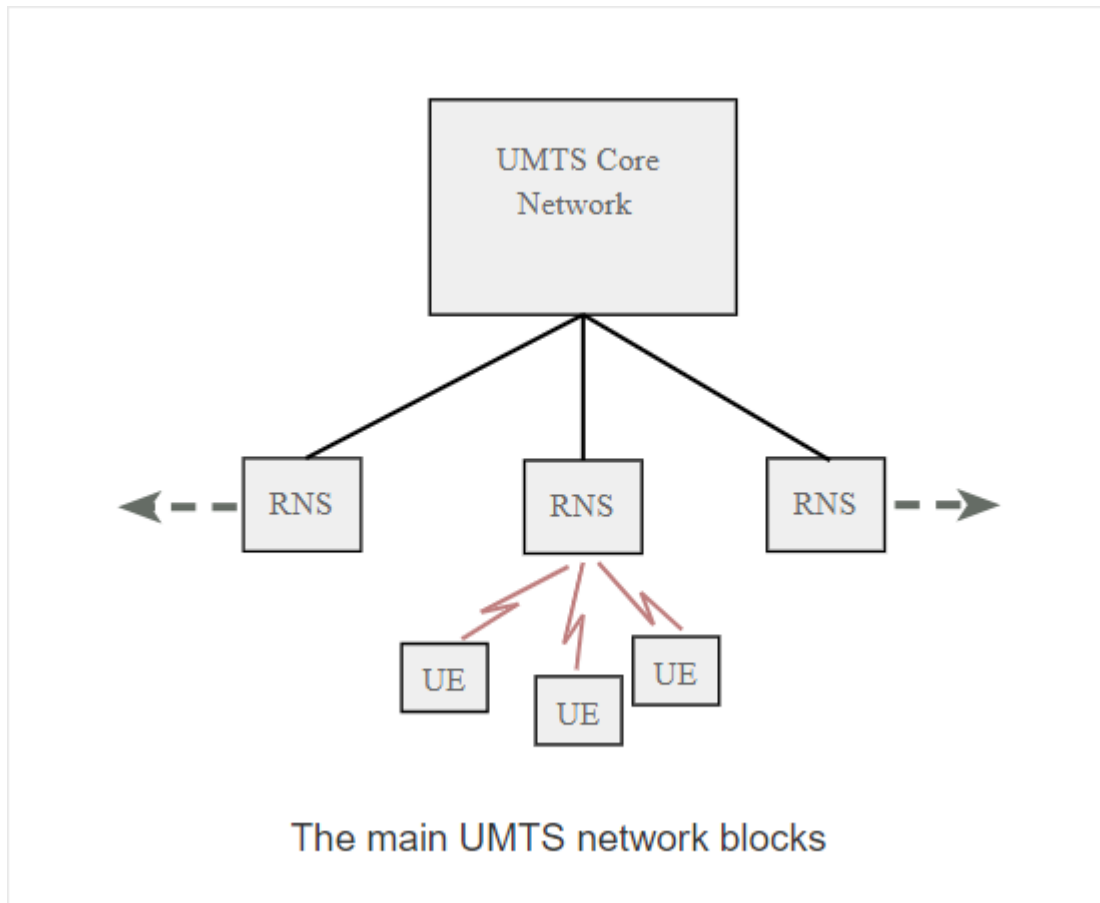 UMTS Core
Network
RNS
RNS
RNS
UE
UE
UE
The main UMTS network blocks